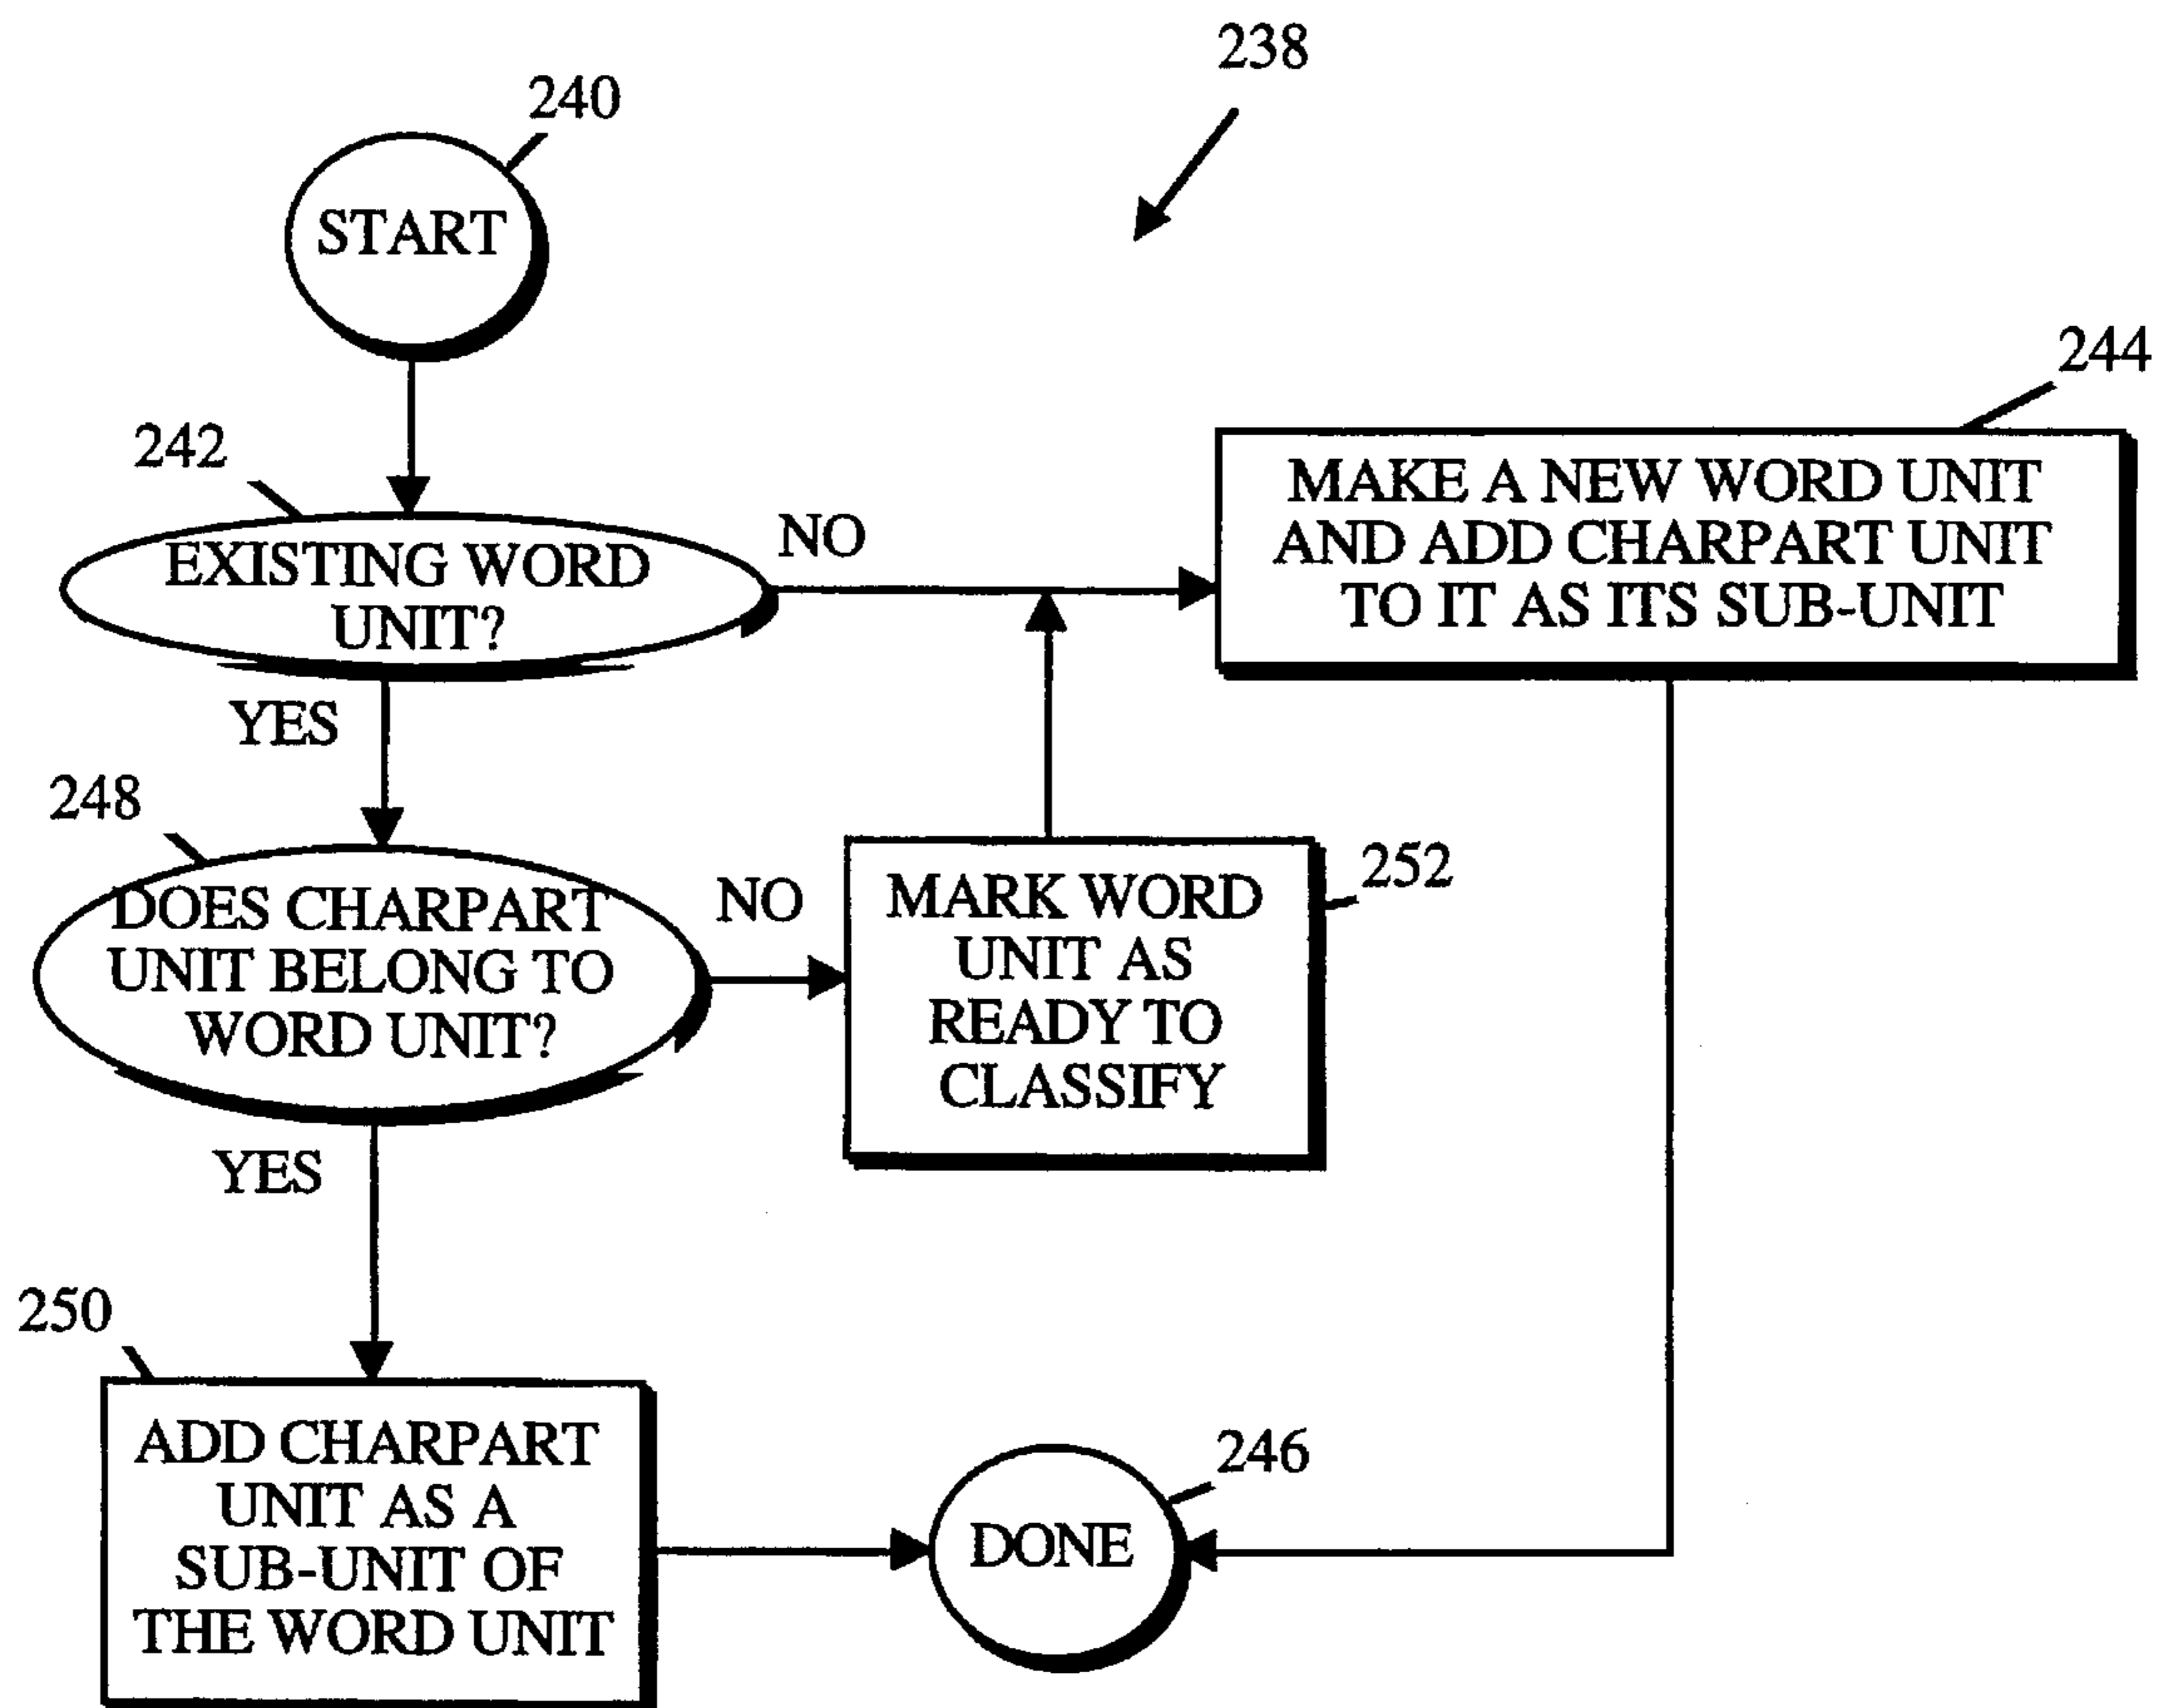 238
240
START
244
242
EXISTING WORD
UNIT?
NO
MAKE A NEW WORD UNIT
AND ADD CHARPART UNIT
TO IT AS ITS SUB-UNIT
YES
248
DOES CHARPART
UNIT BELONG TO
WORD UNIT?
NO
252
MARK WORD
UNIT AS
READY TO
CLASSIFY
YES
250
ADD CHARPART
UNIT AS A
SUB-UNIT OF
THE WORD UNIT
246
DONE